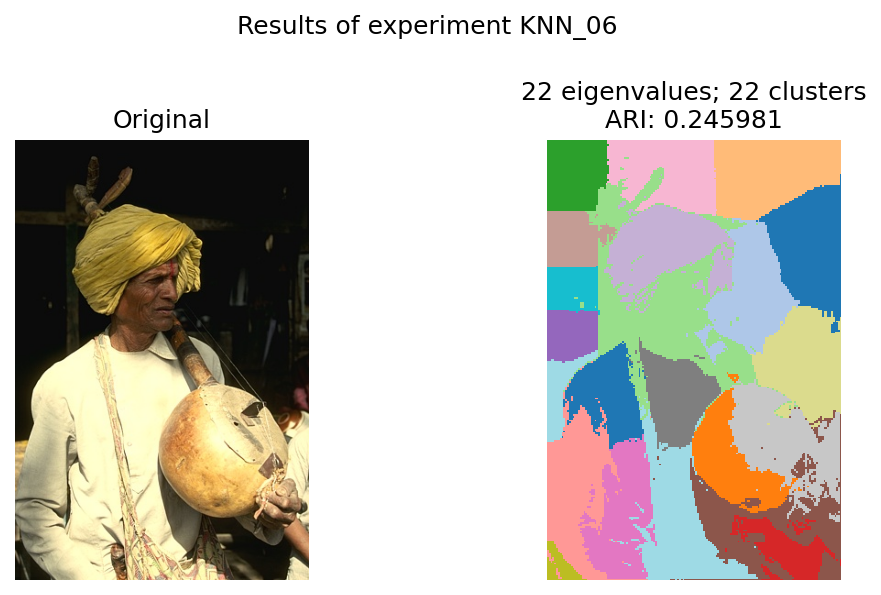 Results of experiment KNN_06
Original
22 eigenvalues; 22 clusters
ARI: 0.245981